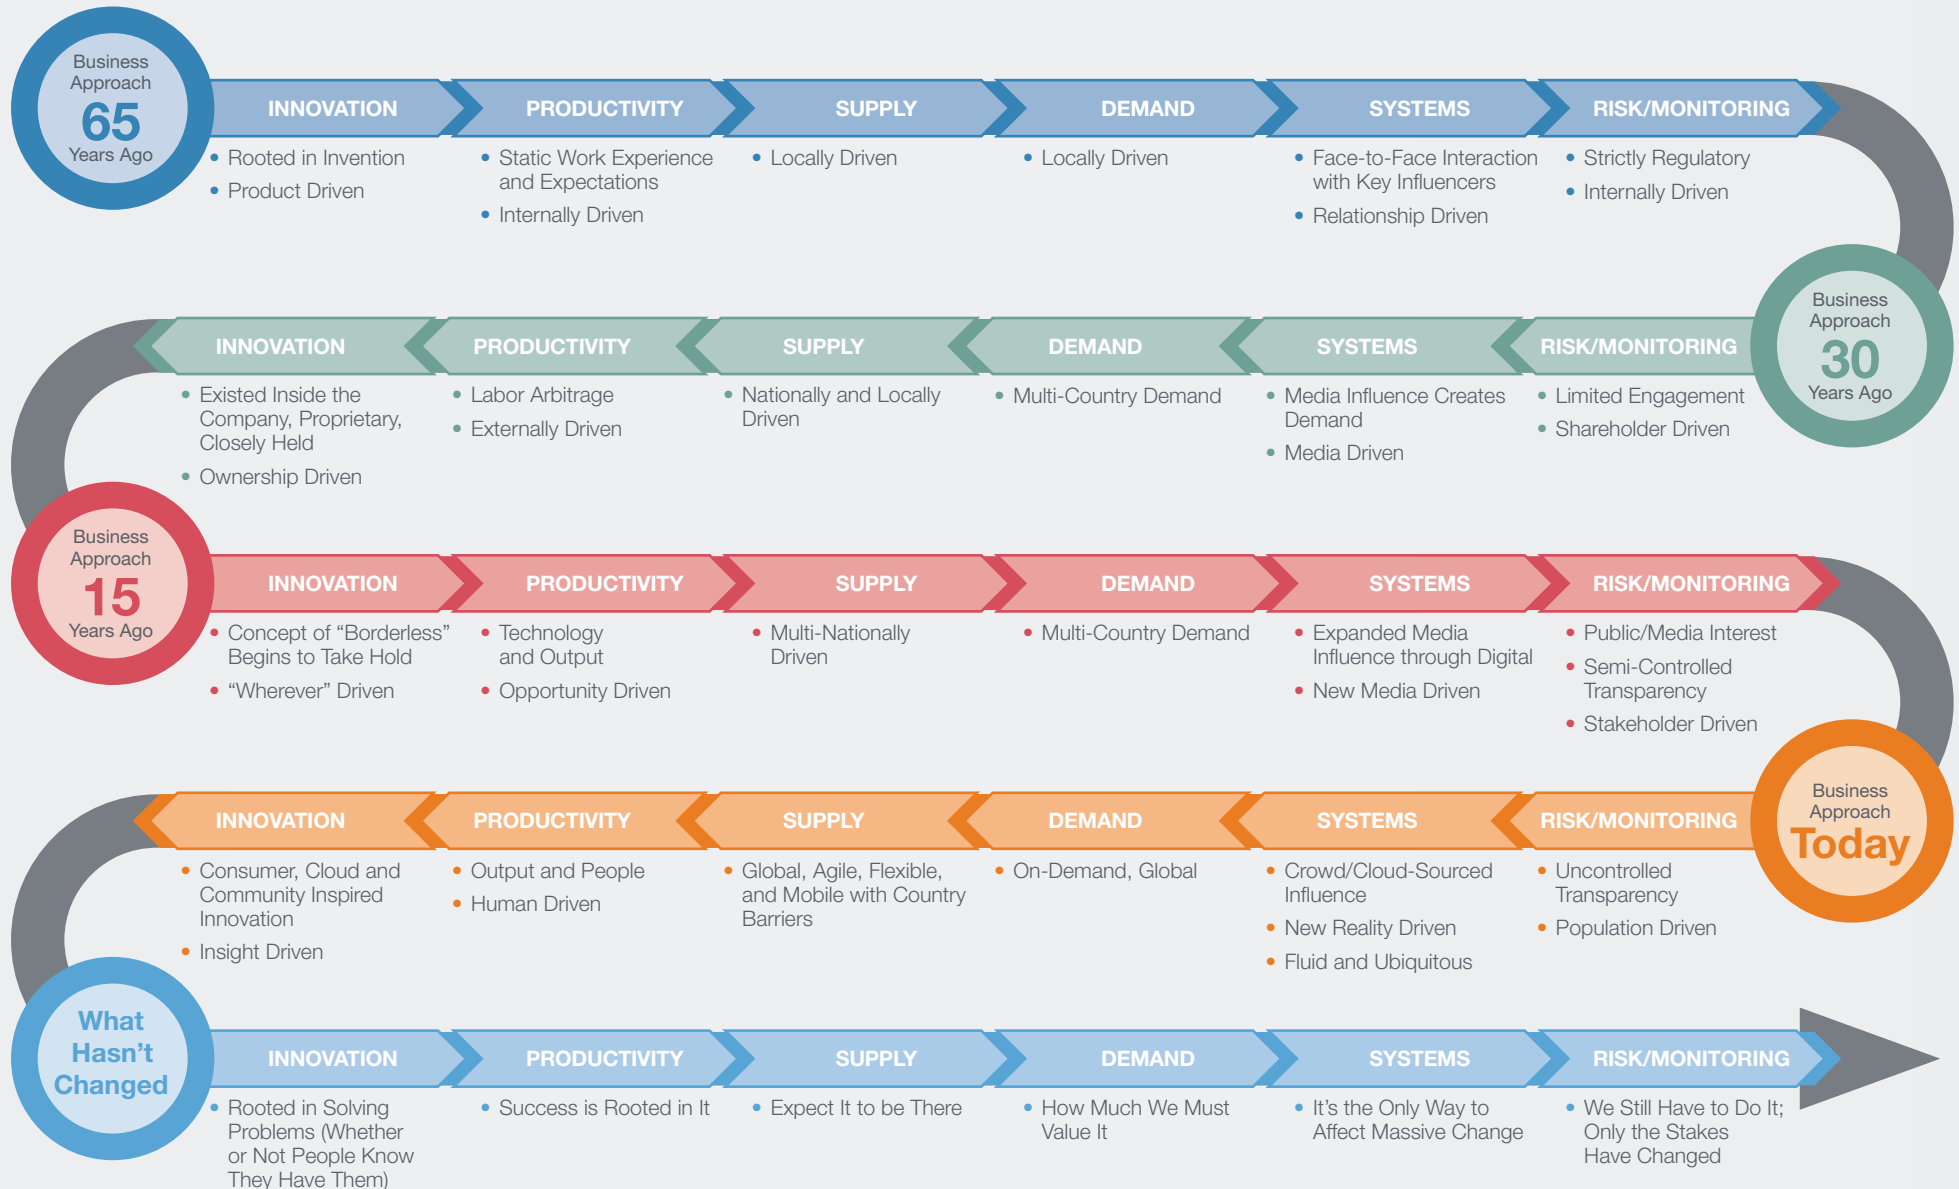 Business
Approach
65
Years Ago
INNOVATION
• Rooted in Invention
• Product Driven
PRODUCTIVITY
• Static Work Experience
and Expectations
• Internally Driven
SUPPLY
• Locally Driven
DEMAND
• Locally Driven
SYSTEMS
• Face-to-Face Interaction
with Key Influencers
• Relationship Driven
RISK/MONITORING
• Strictly Regulatory
• Internally Driven
Business
Approach
30
Years Ago
INNOVATION
• Existed Inside the
Company, Proprietary,
Closely Held
• Ownership Driven
PRODUCTIVITY
• Labor Arbitrage
• Externally Driven
SUPPLY
• Nationally and Locally
Driven
DEMAND
• Multi-Country Demand
SYSTEMS
• Media Influence Creates
Demand
• Media Driven
RISK/MONITORING
• Limited Engagement
• Shareholder Driven
Business
Approach
15
Years Ago
INNOVATION
• Concept of “Borderless”
Begins to Take Hold
• “Wherever” Driven
PRODUCTIVITY
• Technology
and Output
• Opportunity Driven
SUPPLY
• Multi-Nationally
Driven
DEMAND
• Multi-Country Demand
SYSTEMS
• Expanded Media
Influence through Digital
• New Media Driven
RISK/MONITORING
• Public/Media Interest
• Semi-Controlled
Transparency
• Stakeholder Driven
Business
Approach
Today
INNOVATION
• Consumer, Cloud and
Community Inspired
Innovation
• Insight Driven
PRODUCTIVITY
• Output and People
• Human Driven
SUPPLY
• Global, Agile, Flexible,
and Mobile with Country
Barriers
DEMAND
• On-Demand, Global
SYSTEMS
• Crowd/Cloud-Sourced
Influence
• New Reality Driven
• Fluid and Ubiquitous
RISK/MONITORING
• Uncontrolled
Transparency
• Population Driven
What
Hasn’t
Changed
INNOVATION
• Rooted in Solving
Problems (Whether
or Not People Know
They Have Them)
PRODUCTIVITY
• Success is Rooted in It
SUPPLY
• Expect It to be There
DEMAND
• How Much We Must
Value It
SYSTEMS
• It’s the Only Way to
Affect Massive Change
RISK/MONITORING
• We Still Have to Do It;
Only the Stakes
Have Changed